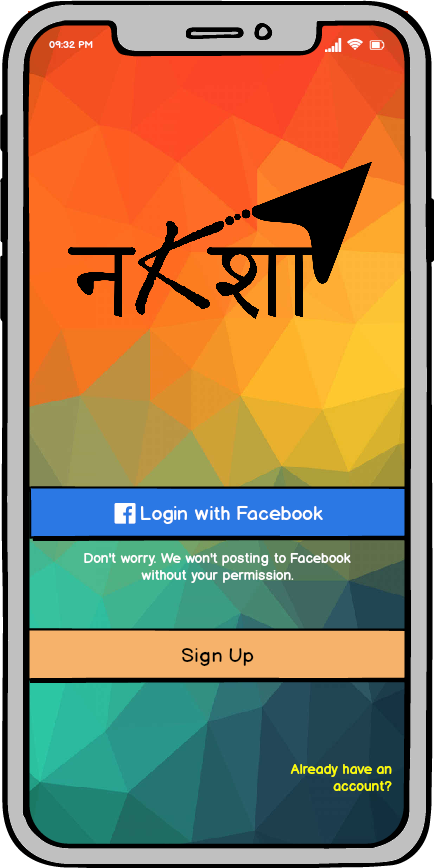 09:32 PM
नKशा
Login with Facebook
Don't worry. We won't posting to Facebook
without your permission.
Sign Up
Already have an
account?